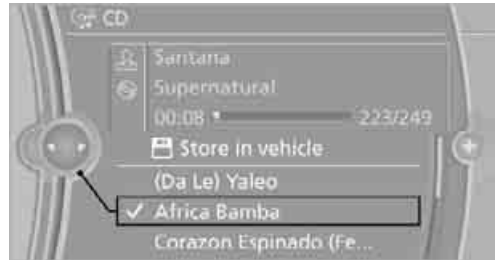 CD
Santana
Supernatural
00:08 223/249
Store in vehicle
(Da Le) Yaleo
Africa Bamba
Corazon Espinado (Fe...